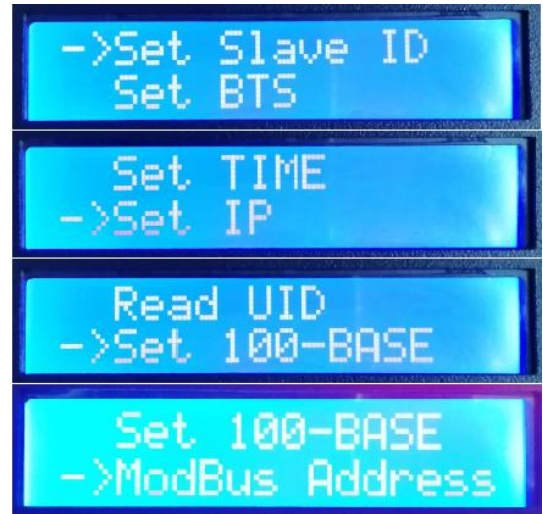 ->Set Slave ID
Set BTS
Set TIME
->Set IP
Read UID
->Set 100-BASE
Set 100-BASE
->ModBus Address